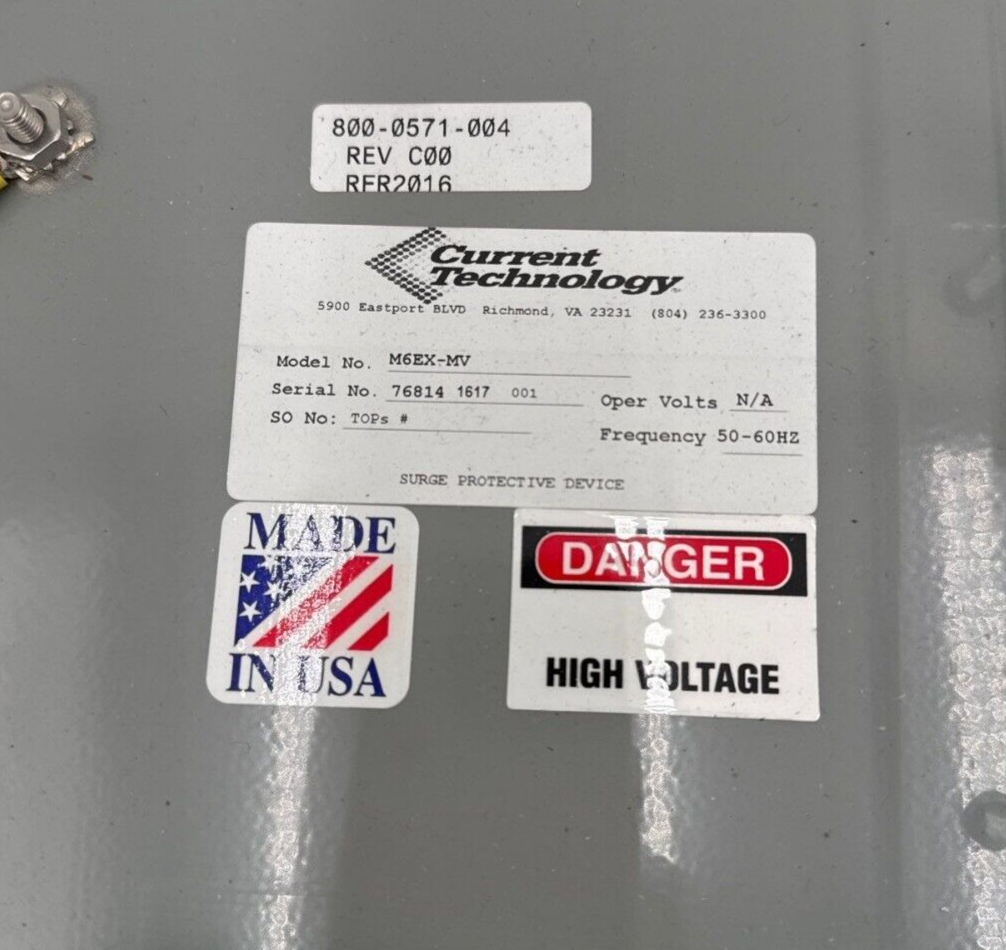 800-0571-004
REV C00
RFR2016
Current
Technology
5900 Eastport BLVD Richmond, VA 23231 (804) 236-3300
Model No. M6EX-MV
Serial No. 76814 1617 001
Oper Volts N/A
SO No: TOPs #
Frequency 50-60HZ
SURGE PROTECTIVE DEVICE
MADE
IN USA
DANGER
HIGH VOLTAGE